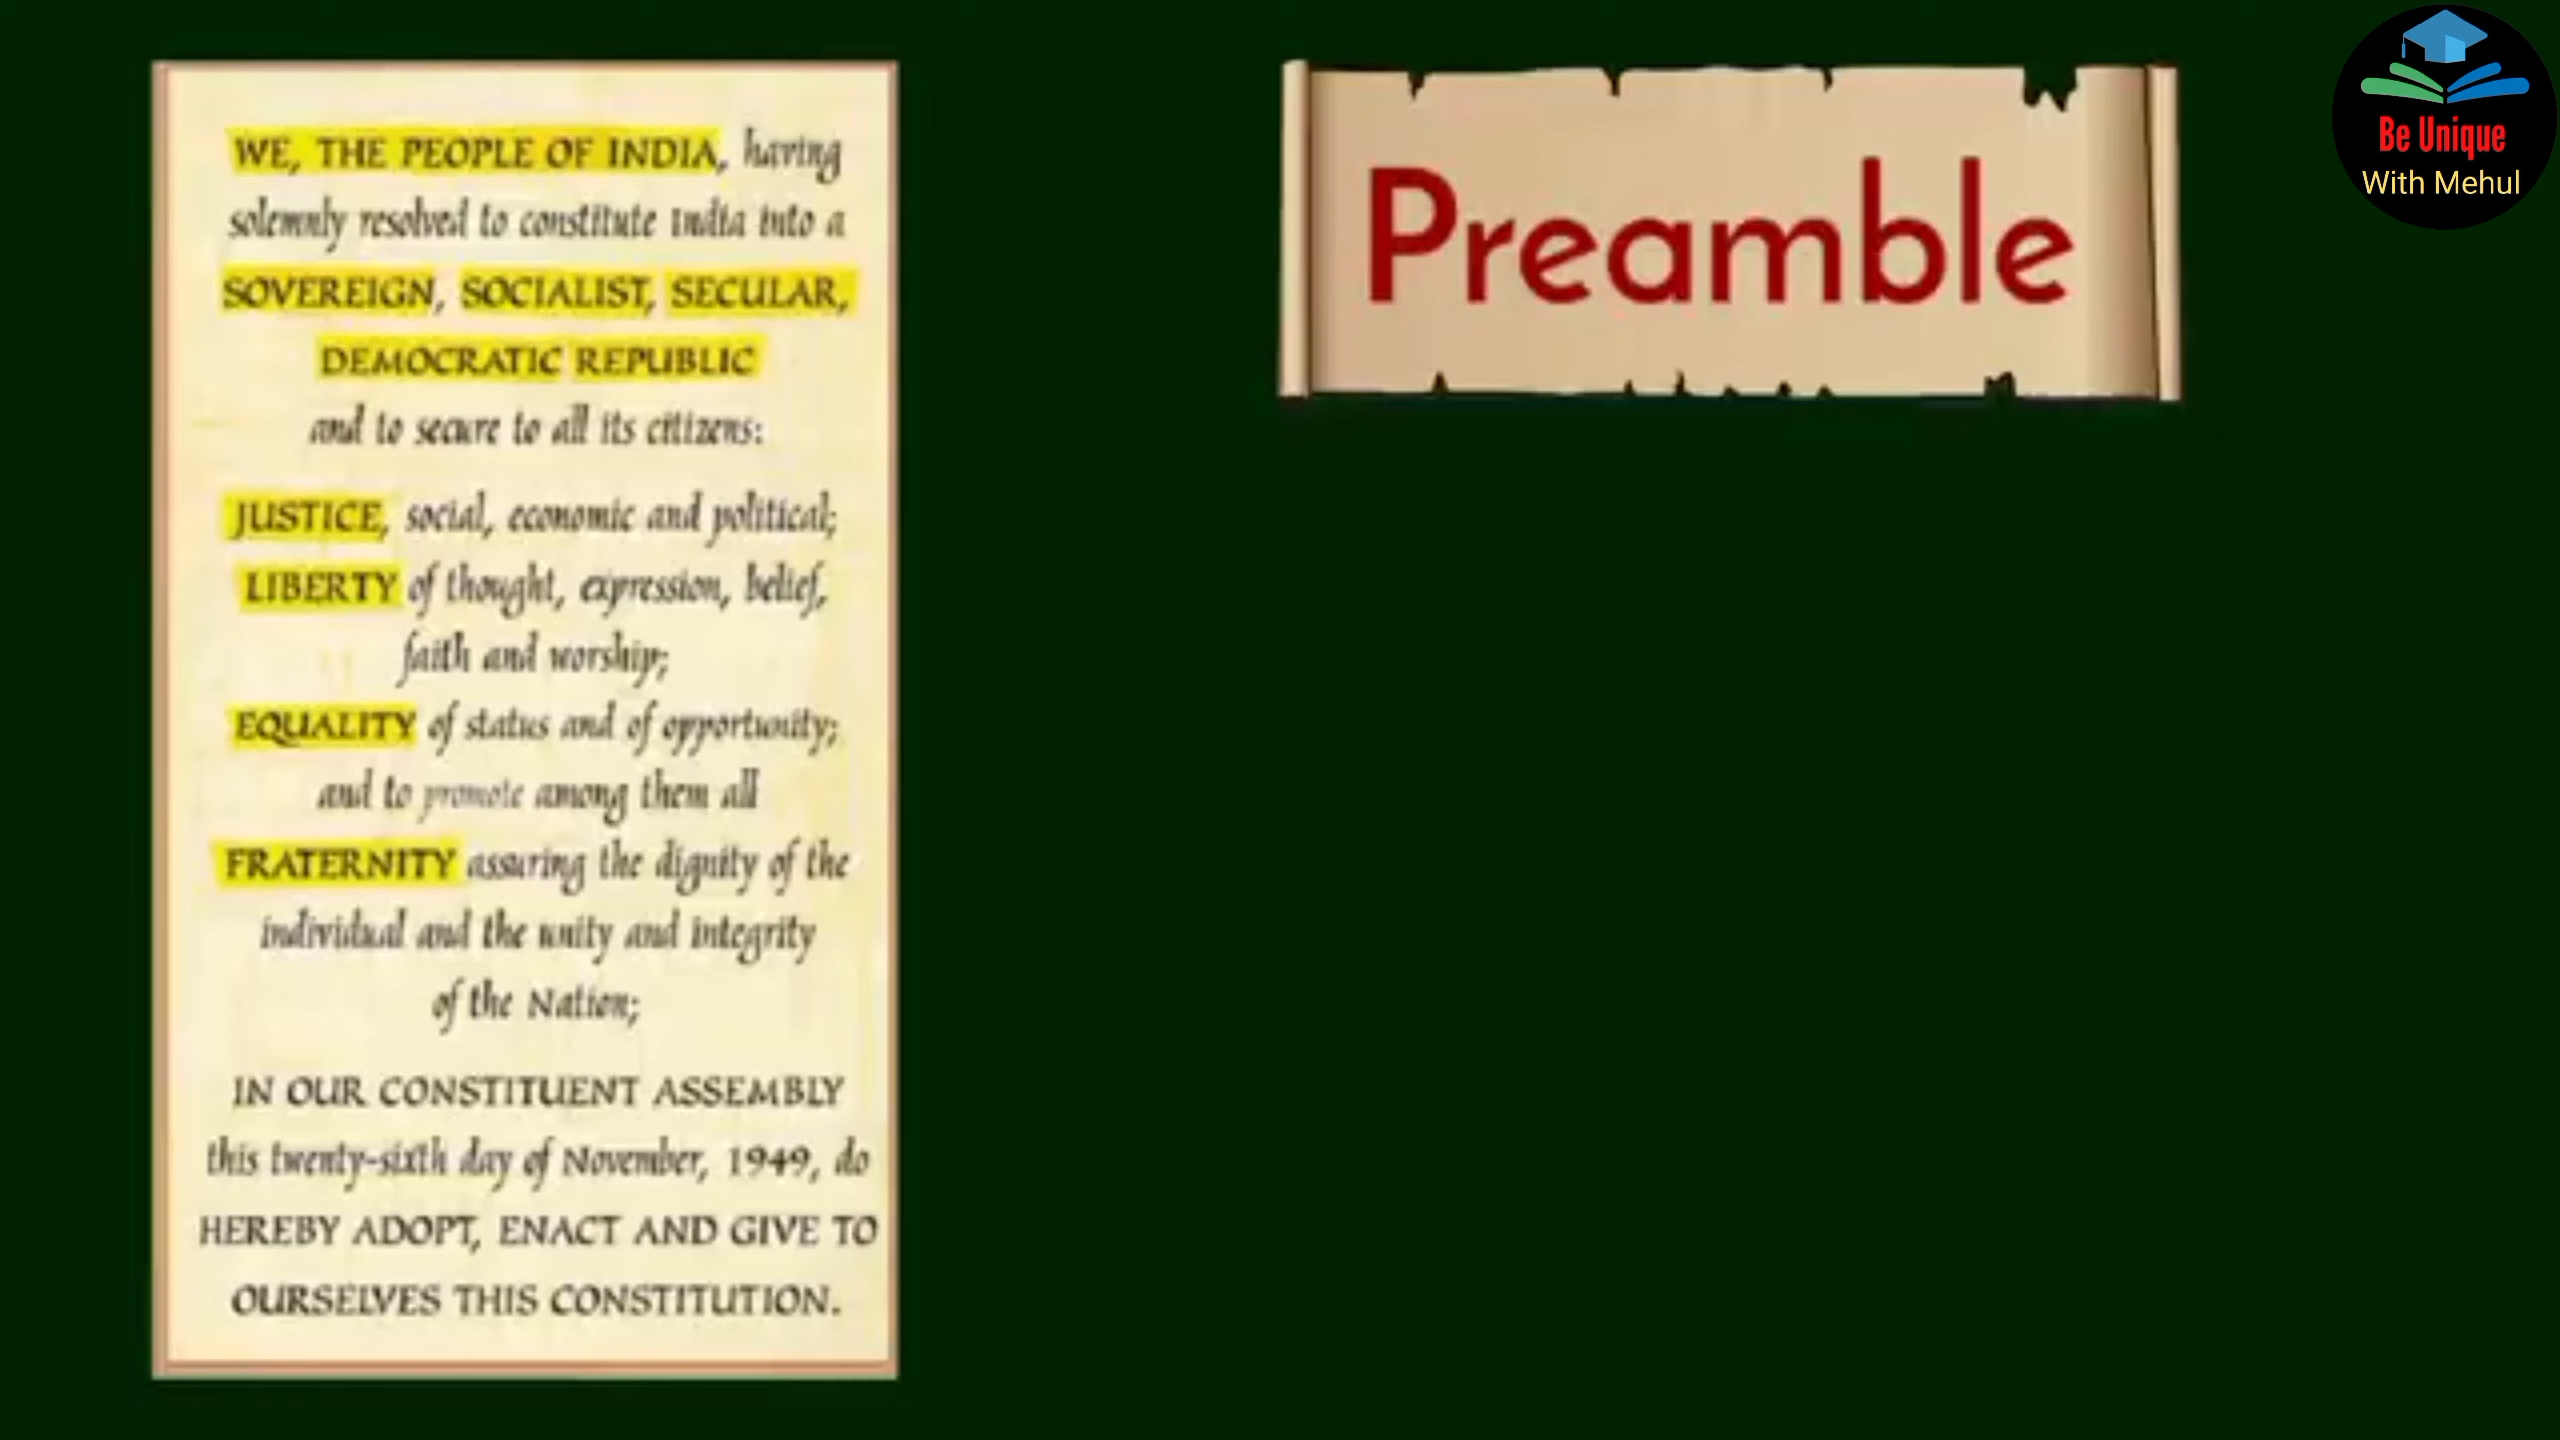 WE, THE PEOPLE OF INDIA, having
solemnly resolved to constitute India into a
SOVEREIGN, SOCIALIST, SECULAR,
DEMOCRATIC REPUBLIC
and to secure to all its citizens:
JUSTICE, social, economic and political;
LIBERTY of thought, expression, belief,
faith and worship;
EQUALITY of status and of opportunity;
and to promote among them all
FRATERNITY assuring the dignity of the
individual and the unity and integrity
of the Nation;
IN OUR CONSTITUENT ASSEMBLY
this twenty-sixth day of November, 1949, do
HEREBY ADOPT, ENACT AND GIVE TO
OURSELVES THIS CONSTITUTION.
Preamble
Be Unique
With Mehul